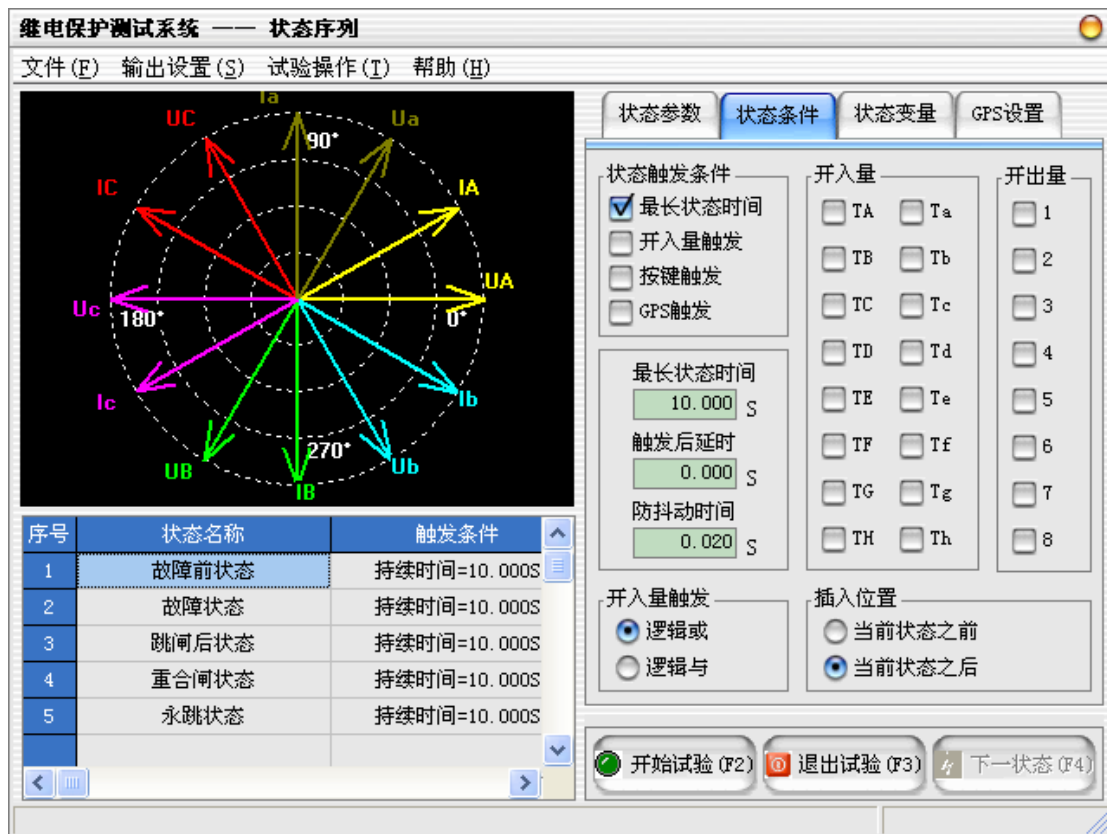 继电保护测试系统 —— 状态序列
文件(F) 输出设置(S) 试验操作(T) 帮助(H)
Ia
UC
Ua
90°
IC
IA
UA
Uc
180°
0°
Ic
Ib
270°
UB
Ub
IB
序号 状态名称 触发条件
1 故障前状态 持续时间=10.000S
2 故障状态 持续时间=10.000S
3 跳闸后状态 持续时间=10.000S
4 重合闸状态 持续时间=10.000S
5 永跳状态 持续时间=10.000S
状态参数 状态条件 状态变量 GPS设置
状态触发条件
最长状态时间
开入量触发
按键触发
GPS触发
最长状态时间
10.000 S
触发后延时
0.000 S
防抖动时间
0.020 S
开入量
TA Ta
TB Tb
TC Tc
TD Td
TE Te
TF Tf
TG Tg
TH Th
开出量
1
2
3
4
5
6
7
8
开入量触发
逻辑或
逻辑与
插入位置
当前状态之前
当前状态之后
开始试验(F2) 退出试验(F3) 下一状态(F4)